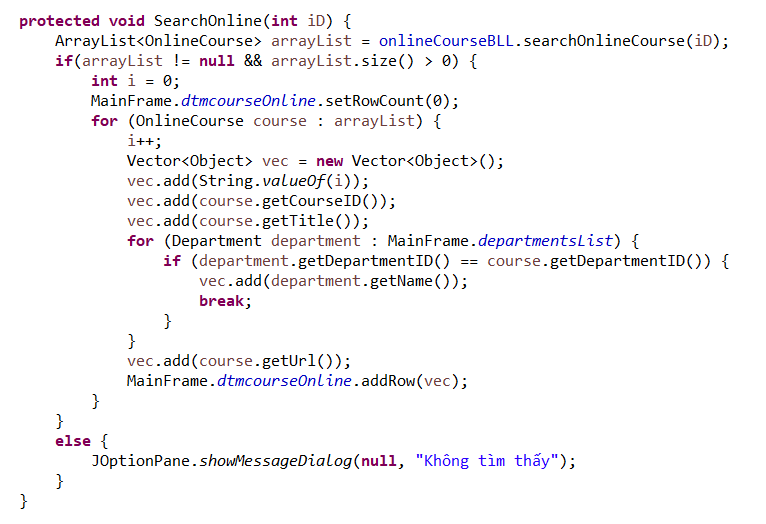 protected void SearchOnline(int iD) {
    ArrayList<OnlineCourse> arrayList = onlineCourseBLL.searchOnlineCourse(iD);
    if(arrayList != null && arrayList.size() > 0) {
        int i = 0;
        MainFrame.dtmcourseOnline.setRowCount(0);
        for (OnlineCourse course : arrayList) {
            i++;
            Vector<Object> vec = new Vector<Object>();
            vec.add(String.valueOf(i));
            vec.add(course.getCourseID());
            vec.add(course.getTitle());
            for (Department department : MainFrame.departmentsList) {
                if (department.getDepartmentID() == course.getDepartmentID()) {
                    vec.add(department.getName());
                    break;
                }
            }
            vec.add(course.getUrl());
            MainFrame.dtmcourseOnline.addRow(vec);
        }
    }
    else {
        JOptionPane.showMessageDialog(null, "Không tìm thấy");
    }
}